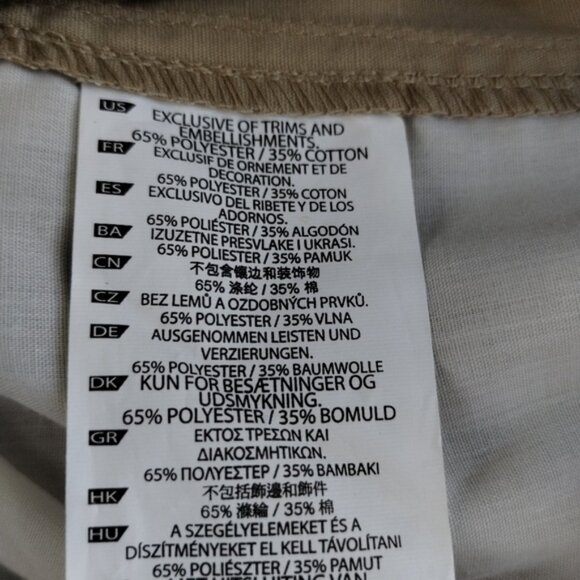 US EXCLUSIVE OF TRIMS AND
EMBELLISHMENTS.
65% POLYESTER / 35% COTTON
FR EXCLUSIF DE ORNEMENT ET DE
DECORATION.
65% POLYESTER / 35% COTON
ES EXCLUSIVO DEL RIBETE Y DE LOS
ADORNOS.
65% POLIÉSTER / 35% ALGODÓN
BA IZUZETNE PRESVLAKE I UKRASI.
65% POLIESTER / 35% PAMUK
CN 不包含镶边和装饰物
65% 涤纶 / 35% 棉
CZ BEZ LEMŮ A OZDOBNÝCH PRVKŮ.
65% POLYESTER / 35% VLNA
DE AUSGENOMMEN LEISTEN UND
VERZIERUNGEN.
65% POLYESTER / 35% BAUMWOLLE
DK KUN FOR BESÆTNINGER OG
UDSMYKNING.
65% POLYESTER / 35% BOMULD
GR ΕΚΤΟΣ ΤΡΕΣΩΝ ΚΑΙ
ΔΙΑΚΟΣΜΗΤΙΚΩΝ.
65% ΠΟΛΥΕΣΤΕΡ / 35% ΒΑΜΒΑΚΙ
HK 不包括飾邊和飾件
65% 滌綸 / 35% 棉
HU A SZEGÉLYELEMEKET ÉS A
DÍSZÍTMÉNYEKET EL KELL TÁVOLÍTANI
65% POLIÉSZTER / 35% PAMUT